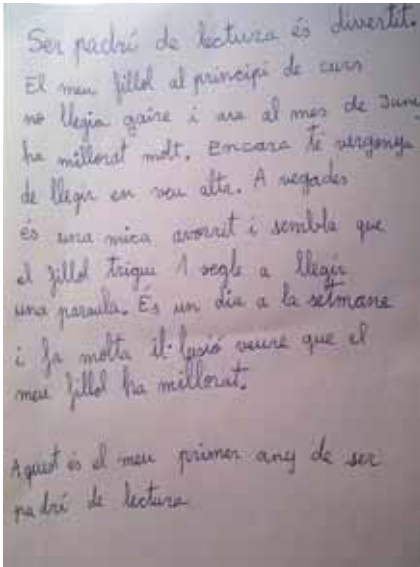 Ser padrí de lectura és divertit.
El meu fillol al principi de curs
no llegia gaire i ara al mes de Juny
ha millorat molt. Encara té vergonya
de llegir en veu alta. A vegades
és una mica avorrit i sembla que
el fillol trigui 1 segle a llegir
una paraula. És un dia a la setmana
i fa molta il·lusió veure que el
meu fillol ha millorat.
Aquest és el meu primer any de ser
padrí de lectura